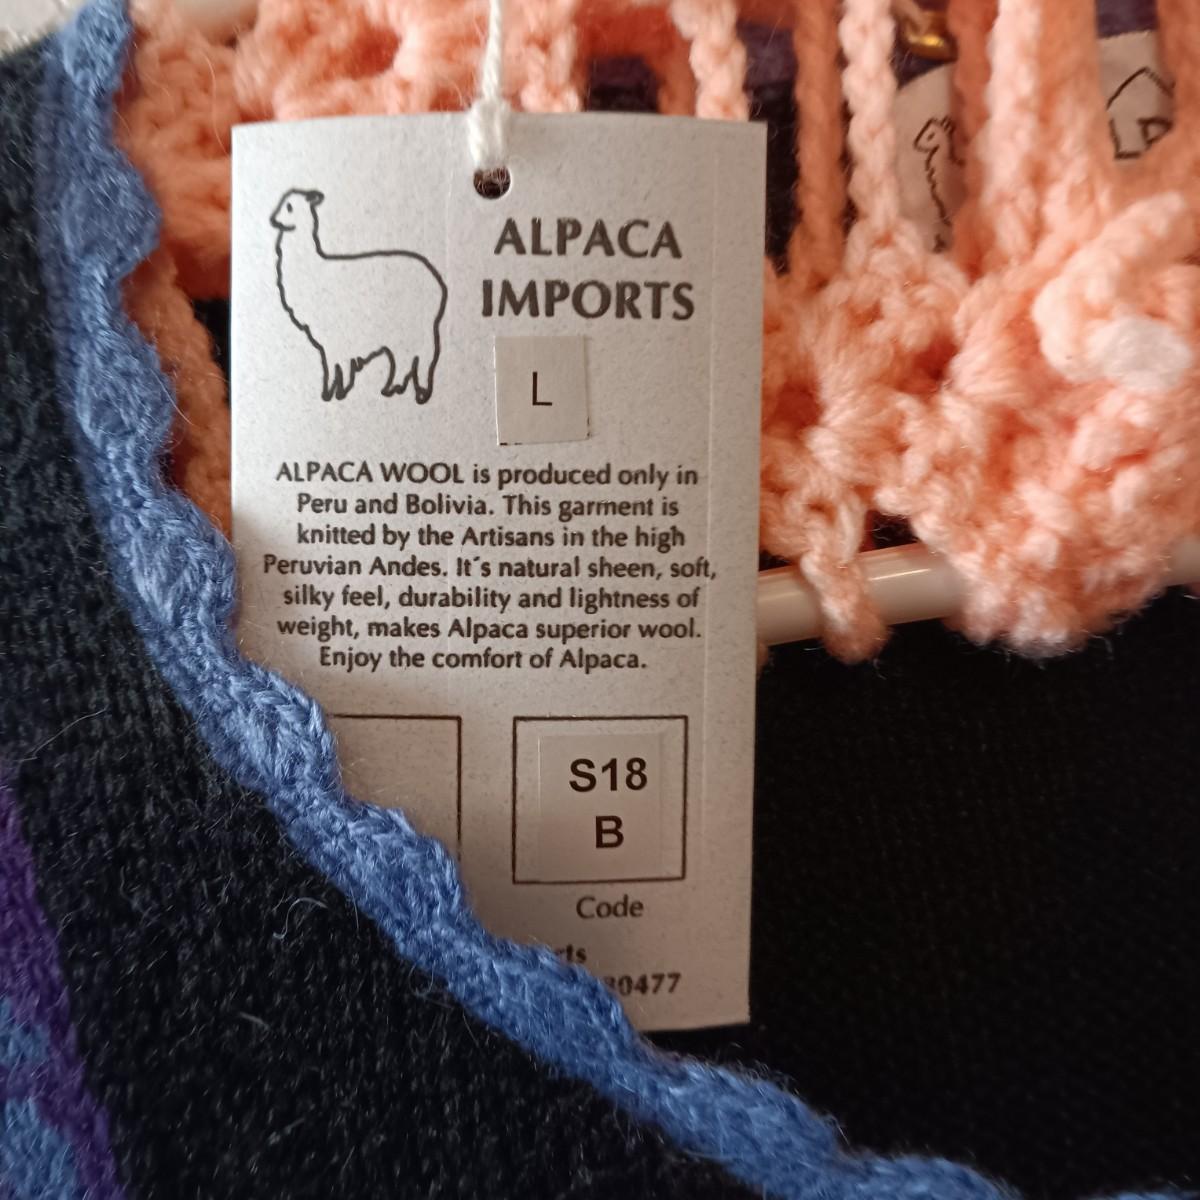 ALPACA
IMPORTS
L
ALPACA WOOL is produced only in
Peru and Bolivia. This garment is
knitted by the Artisans in the high
Peruvian Andes. It´s natural sheen, soft,
silky feel, durability and lightness of
weight, makes Alpaca superior wool.
Enjoy the comfort of Alpaca.
S18
B
Code